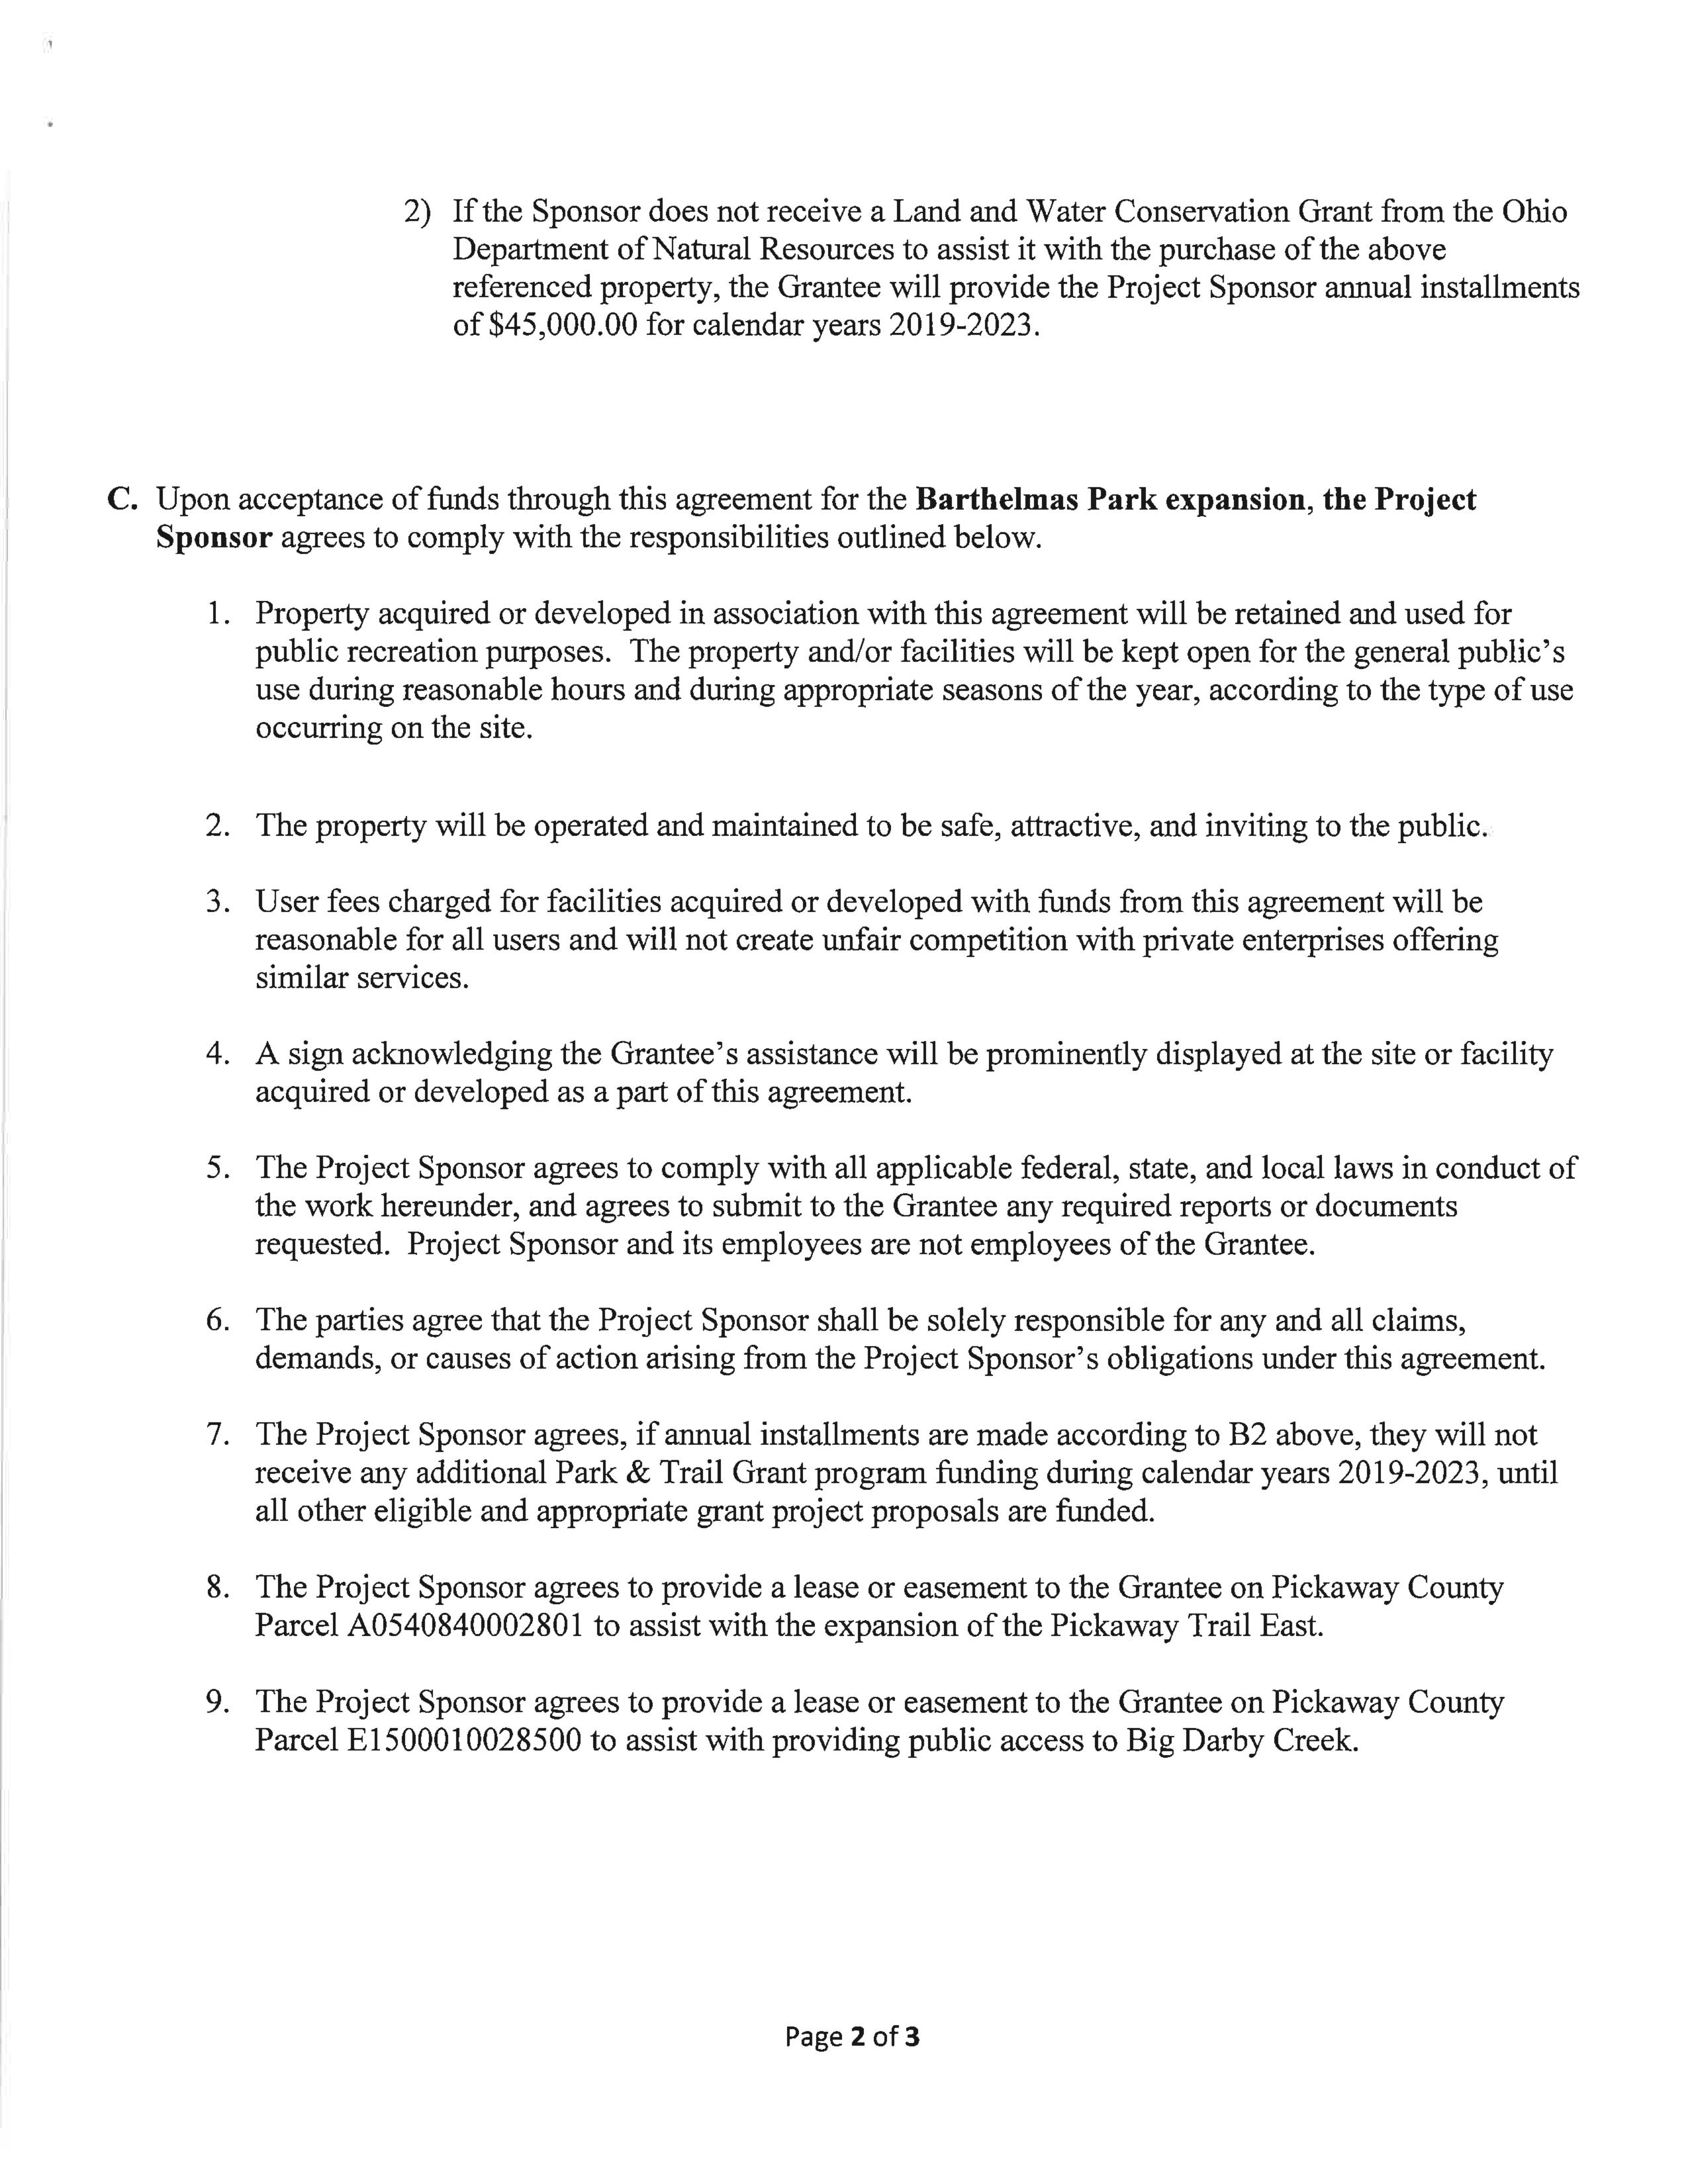 2) If the Sponsor does not receive a Land and Water Conservation Grant from the Ohio
Department of Natural Resources to assist it with the purchase of the above
referenced property, the Grantee will provide the Project Sponsor annual installments
of $45,000.00 for calendar years 2019-2023.
C. Upon acceptance of funds through this agreement for the Barthelmas Park expansion, the Project
Sponsor agrees to comply with the responsibilities outlined below.
1. Property acquired or developed in association with this agreement will be retained and used for
public recreation purposes. The property and/or facilities will be kept open for the general public's
use during reasonable hours and during appropriate seasons of the year, according to the type of use
occurring on the site.
2. The property will be operated and maintained to be safe, attractive, and inviting to the public.
3. User fees charged for facilities acquired or developed with funds from this agreement will be
reasonable for all users and will not create unfair competition with private enterprises offering
similar services.
4. A sign acknowledging the Grantee's assistance will be prominently displayed at the site or facility
acquired or developed as a part of this agreement.
5. The Project Sponsor agrees to comply with all applicable federal, state, and local laws in conduct of
the work hereunder, and agrees to submit to the Grantee any required reports or documents
requested. Project Sponsor and its employees are not employees of the Grantee.
6. The parties agree that the Project Sponsor shall be solely responsible for any and all claims,
demands, or causes of action arising from the Project Sponsor's obligations under this agreement.
7. The Project Sponsor agrees, if annual installments are made according to B2 above, they will not
receive any additional Park & Trail Grant program funding during calendar years 2019-2023, until
all other eligible and appropriate grant project proposals are funded.
8. The Project Sponsor agrees to provide a lease or easement to the Grantee on Pickaway County
Parcel A0540840002801 to assist with the expansion of the Pickaway Trail East.
9. The Project Sponsor agrees to provide a lease or easement to the Grantee on Pickaway County
Parcel E1500010028500 to assist with providing public access to Big Darby Creek.
Page 2 of 3